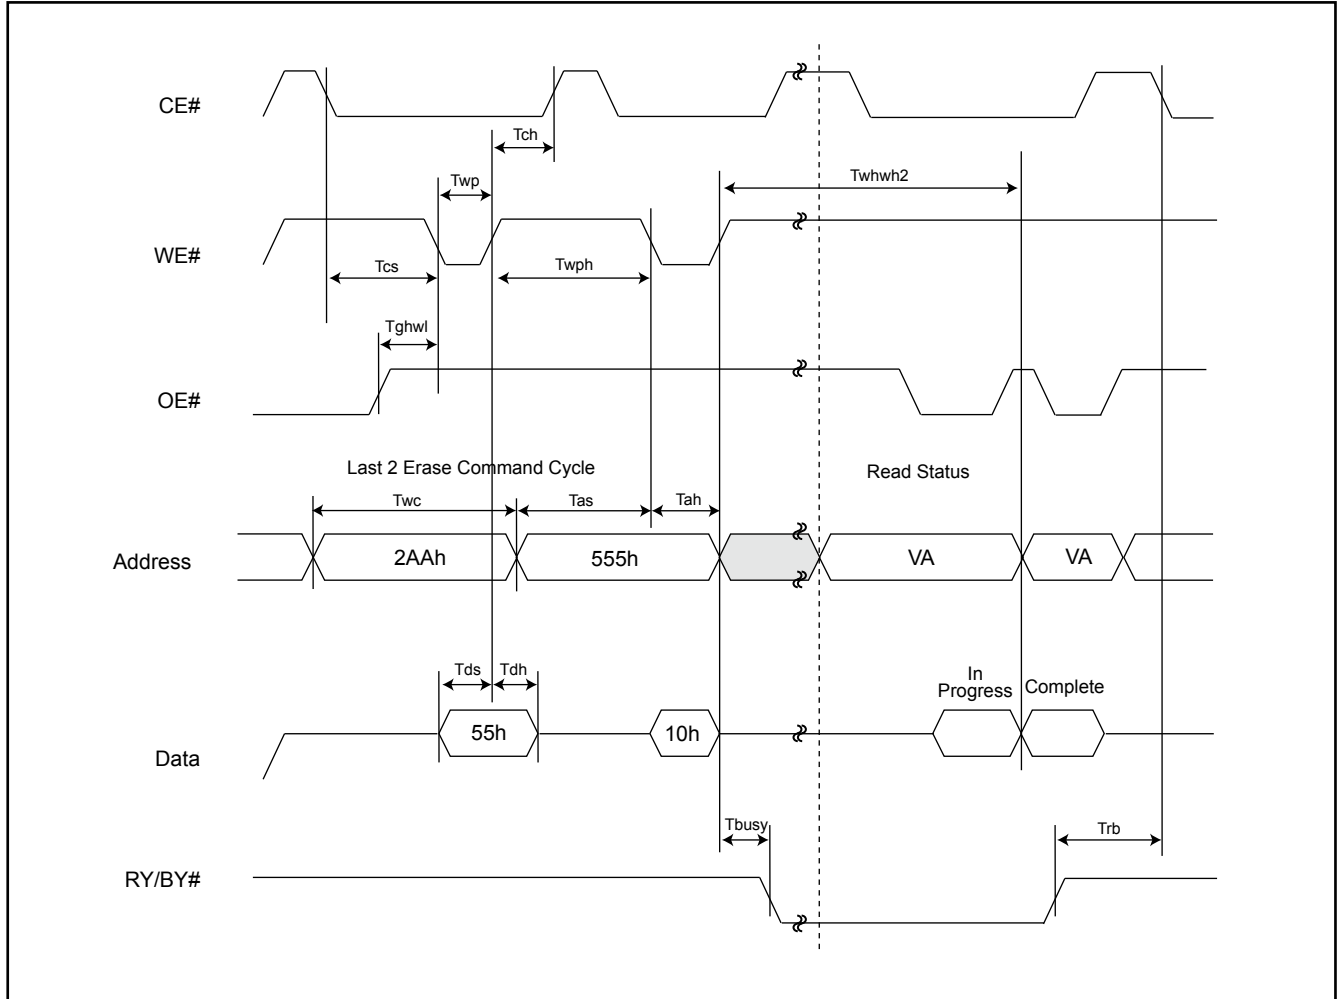 CE#
Tch
Twp
Twhwh2
WE#
Tcs
Twph
Tghwl
OE#
Last 2 Erase Command Cycle
Read Status
Twc
Tas
Tah
Address
2AAh
555h
VA
VA
Tds
Tdh
In
Progress
Complete
Data
55h
10h
Tbusy
Trb
RY/BY#